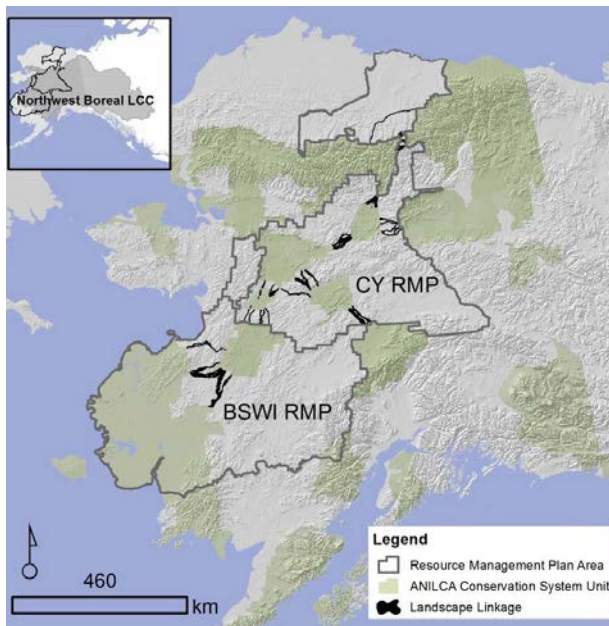 Northwest Boreal LCC
CY RMP
BSWI RMP
460
km
Legend
Resource Management Plan Area
ANILCA Conservation System Unit
Landscape Linkage